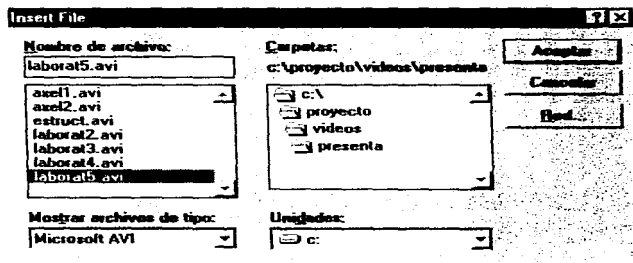 Insert File
Nombre de archivo:
laborat5.avi
axel1.avi
axel2.avi
estruct.avi
laborat2.avi
laborat3.avi
laborat4.avi
laborat5.avi
Mostrar archivos de tipo:
Microsoft AVI
Carpetas:
c:\proyecto\videos\presenta
c:\
proyecto
videos
presenta
Unidades:
c:
Aceptar
Cancelar
Red...